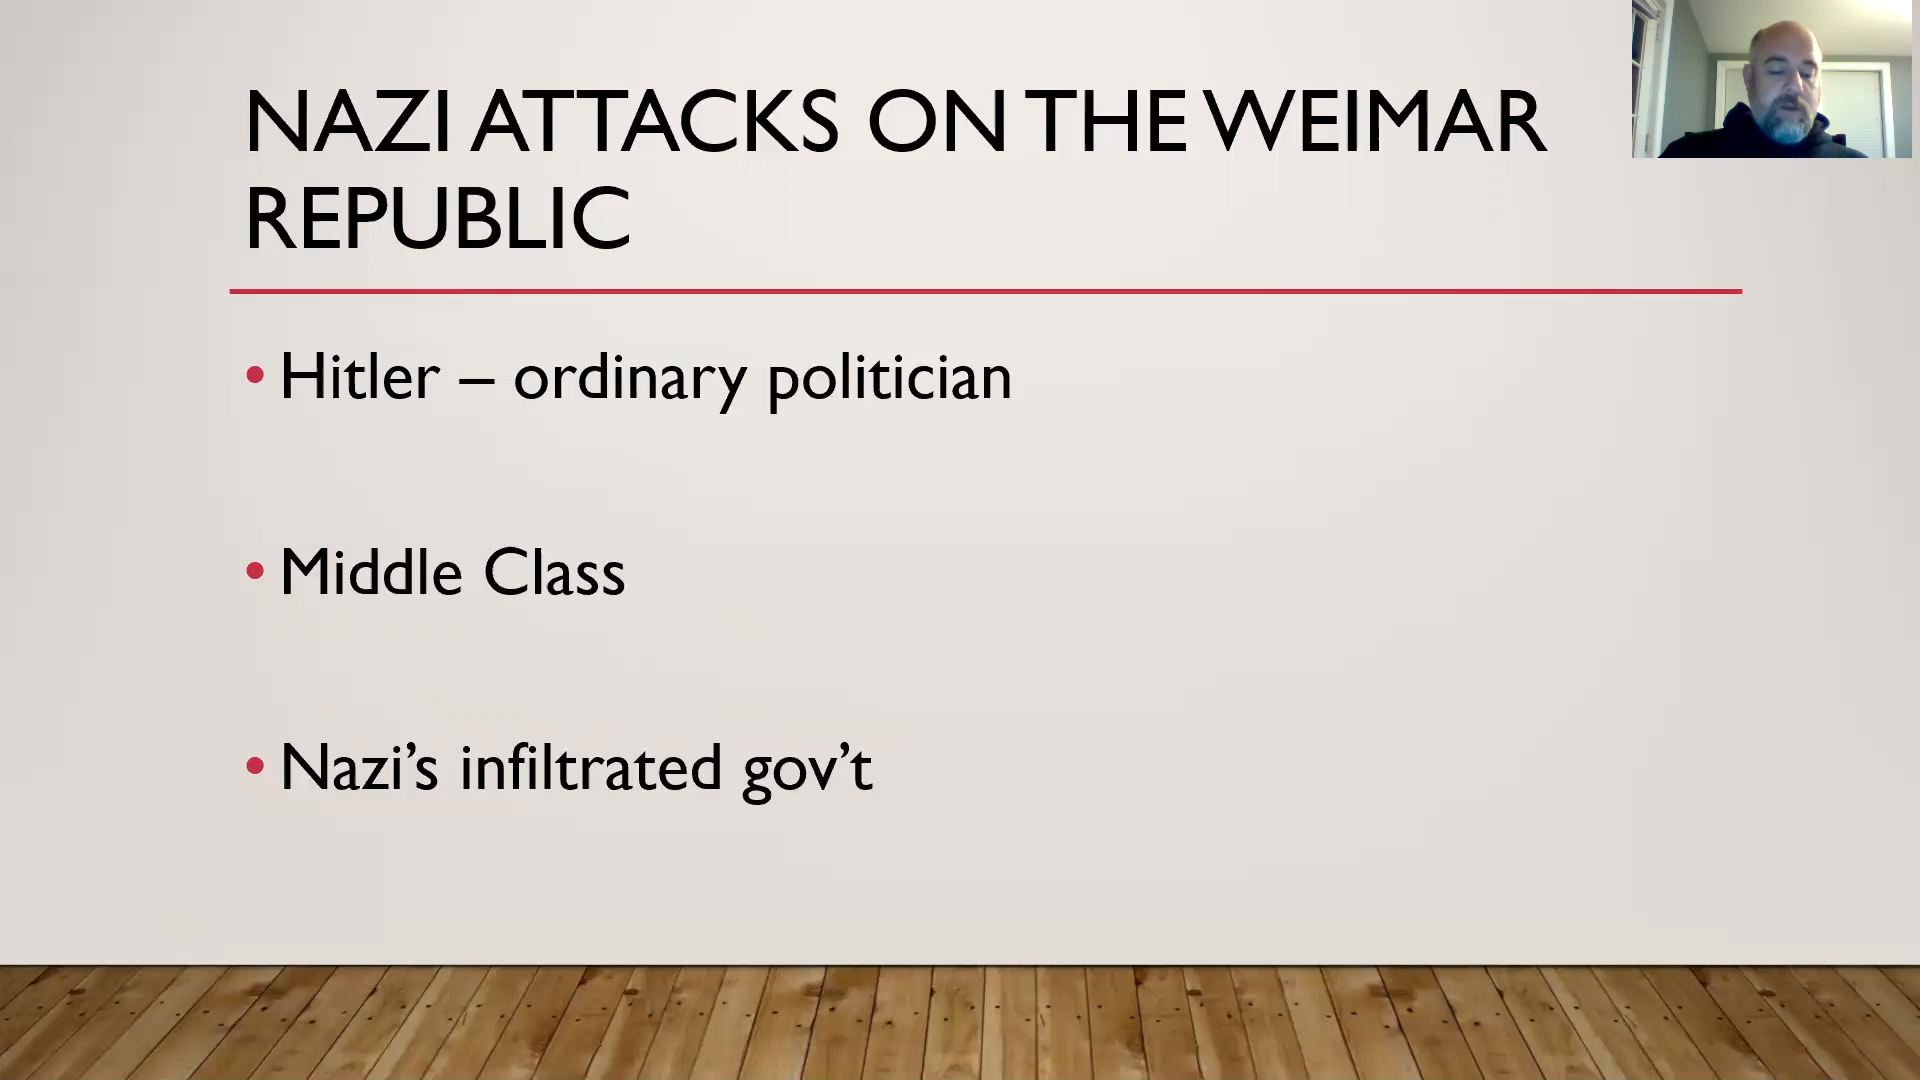 NAZI ATTACKS ON THE WEIMAR
REPUBLIC
• Hitler – ordinary politician
• Middle Class
• Nazi’s infiltrated gov’t